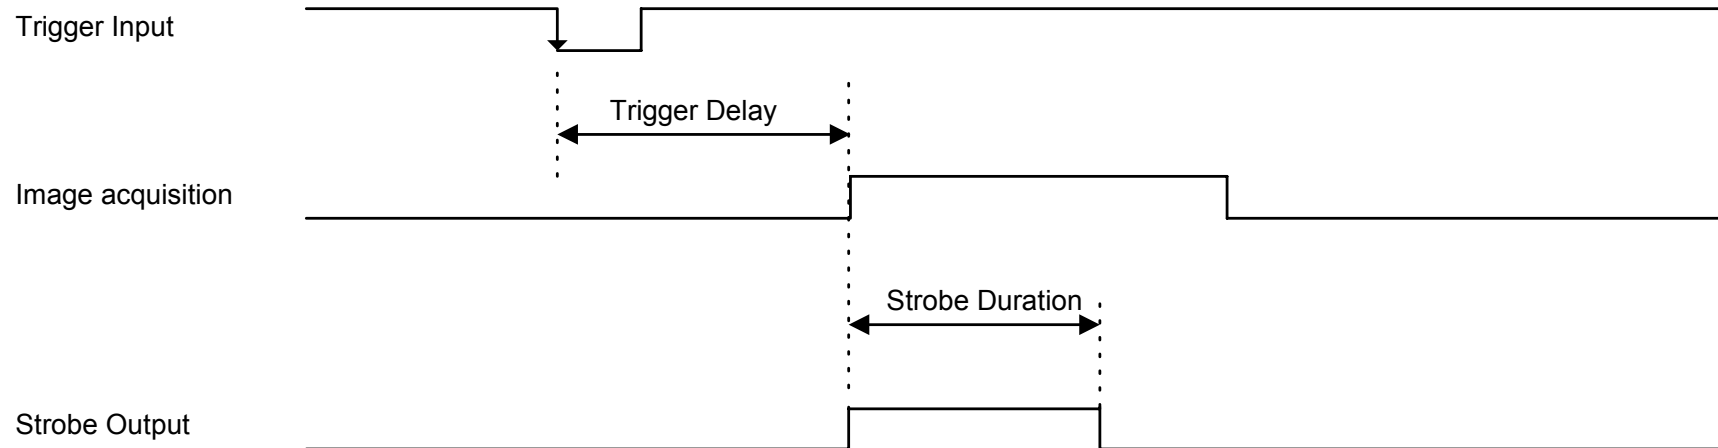 Trigger Input
Trigger Delay
Image acquisition
Strobe Duration
Strobe Output